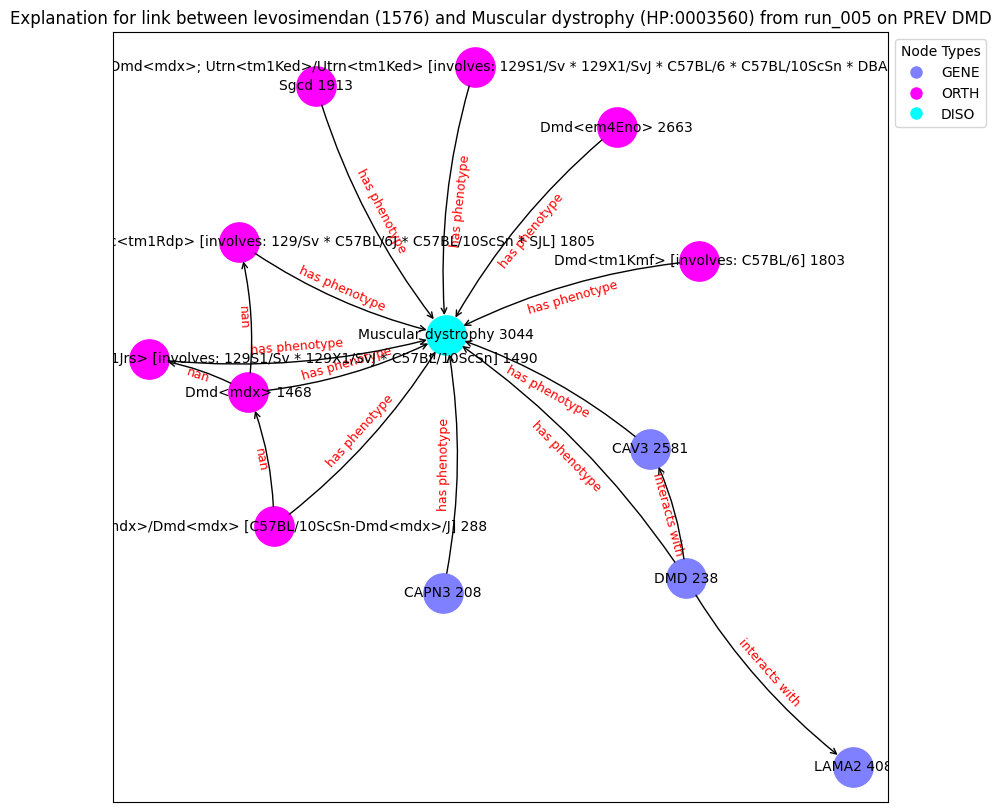 Explanation for link between levosimendan (1576) and Muscular dystrophy (HP:0003560) from run_005 on PREV DMD
Node Types
GENE
ORTH
DISO
Dmd<mdx>; Utrn<tm1Ked>/Utrn<tm1Ked> [involves: 129S1/Sv * 129X1/SvJ * C57BL/6 * C57BL/10ScSn * DBA
Sgcd 1913
Dmd<em4Eno> 2663
has phenotype
has phenotype
has phenotype
<tm1Rdp> [involves: 129/Sv * C57BL/6J * C57BL/10ScSn * SJL] 1805
Dmd<tm1Kmf> [involves: C57BL/6] 1803
has phenotype
has phenotype
nan
Muscular dystrophy 3044
has phenotype
1Jrs> [involves: 129S1/Sv * 129X1/SvJ * C57BL/10ScSn] 1490
has phenotype
nan
Dmd<mdx> 1468
has phenotype
has phenotype
has phenotype
has phenotype
CAV3 2581
nan
interacts with
mdx>/Dmd<mdx> [C57BL/10ScSn-Dmd<mdx>/J] 288
DMD 238
CAPN3 208
interacts with
LAMA2 408